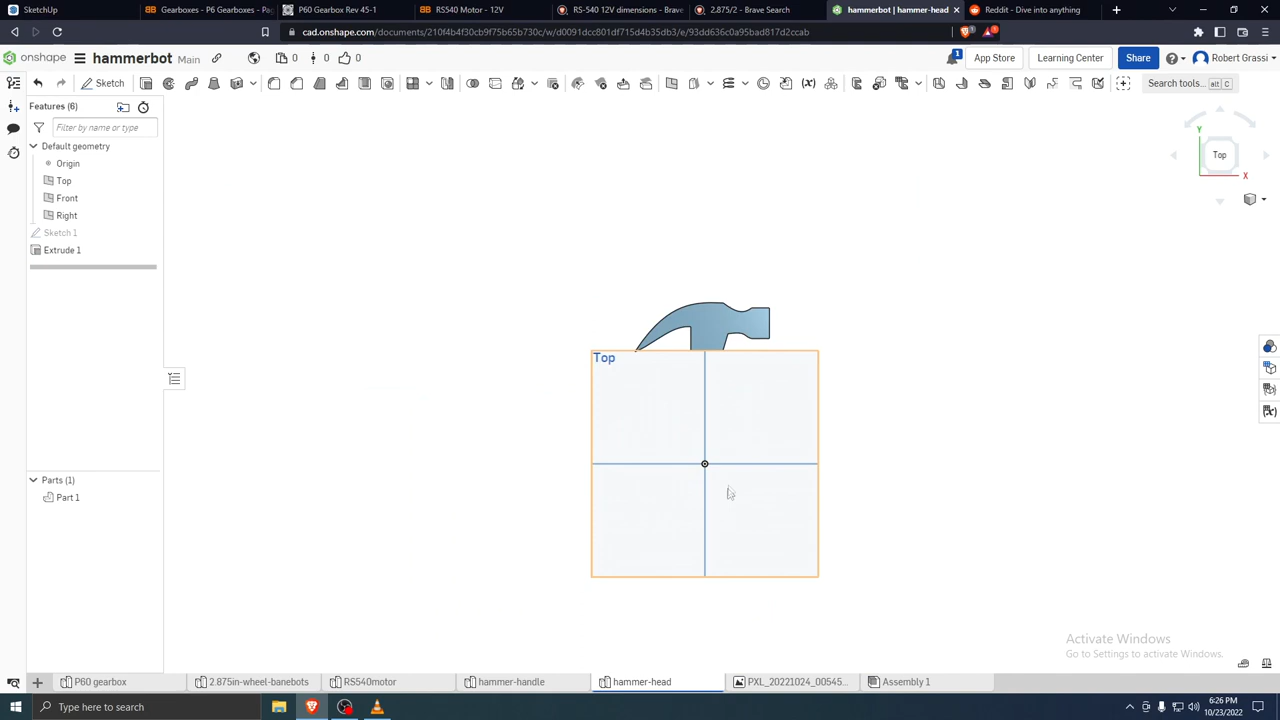 SketchUp
Gearboxes - P6 Gearboxes - Pa
P60 Gearbox Rev 45-1
RS540 Motor - 12V
RS-540 12V dimensions - Brave
2.875/2 - Brave Search
hammerbot | hammer-head
Reddit - Dive into anything
cad.onshape.com/documents/210f4b4f30cb9f75b65b730c/w/d0091dcc801df715d4b35db3/e/93dd636c0a95bad817d2ccab
onshape
hammerbot Main
0
0
0
1
App Store
Learning Center
Share
Robert Grassi
Sketch
Search tools... alt C
Features (6)
Filter by name or type
Default geometry
Origin
Top
Front
Right
Sketch 1
Extrude 1
Parts (1)
Part 1
Top
Y
Top
X
Activate Windows
Go to Settings to activate Windows.
P60 gearbox
2.875in-wheel-banebots
RS540motor
hammer-handle
hammer-head
PXL_20221024_00545...
Assembly 1
Type here to search
6:26 PM
10/23/2022